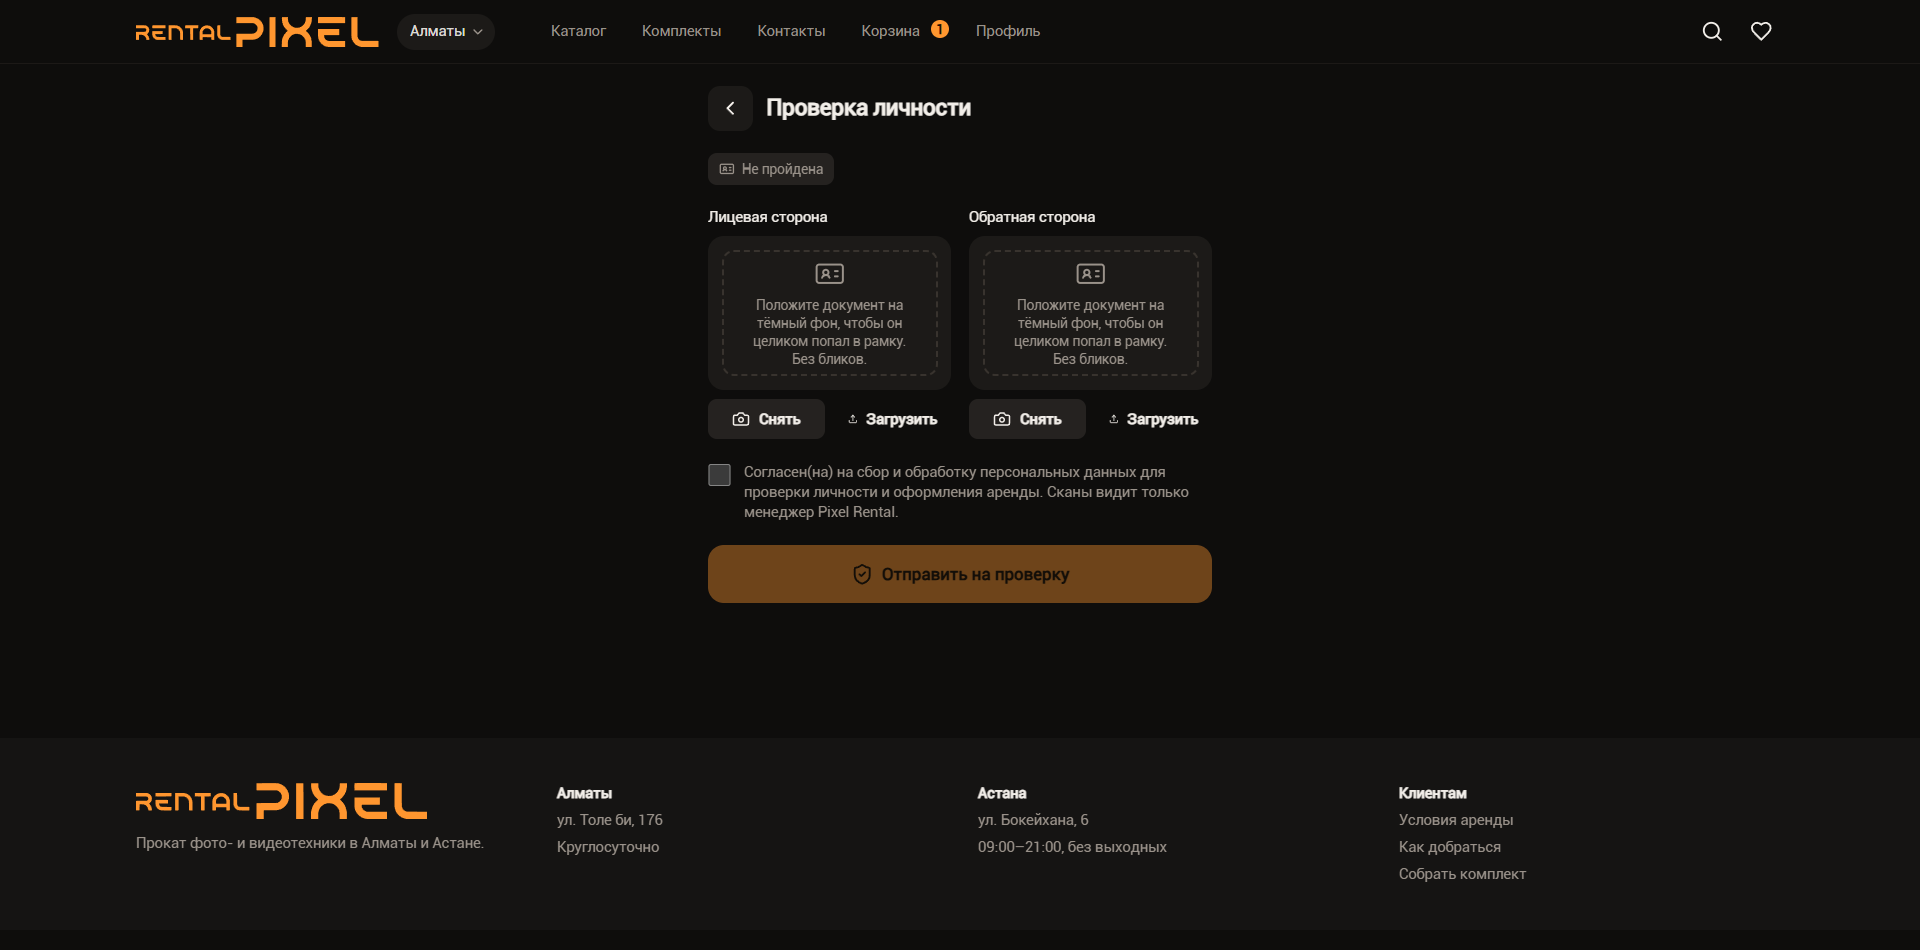 RENTAL PIXEL
Алматы
Каталог
Комплекты
Контакты
Корзина 1
Профиль
Проверка личности
Не пройдена
Лицевая сторона
Положите документ на
тёмный фон, чтобы он
целиком попал в рамку.
Без бликов.
Снять
Загрузить
Обратная сторона
Положите документ на
тёмный фон, чтобы он
целиком попал в рамку.
Без бликов.
Снять
Загрузить
Согласен(на) на сбор и обработку персональных данных для
проверки личности и оформления аренды. Сканы видит только
менеджер Pixel Rental.
Отправить на проверку
RENTAL PIXEL
Прокат фото- и видеотехники в Алматы и Астане.
Алматы
ул. Толе би, 176
Круглосуточно
Астана
ул. Бокейхана, 6
09:00–21:00, без выходных
Клиентам
Условия аренды
Как добраться
Собрать комплект